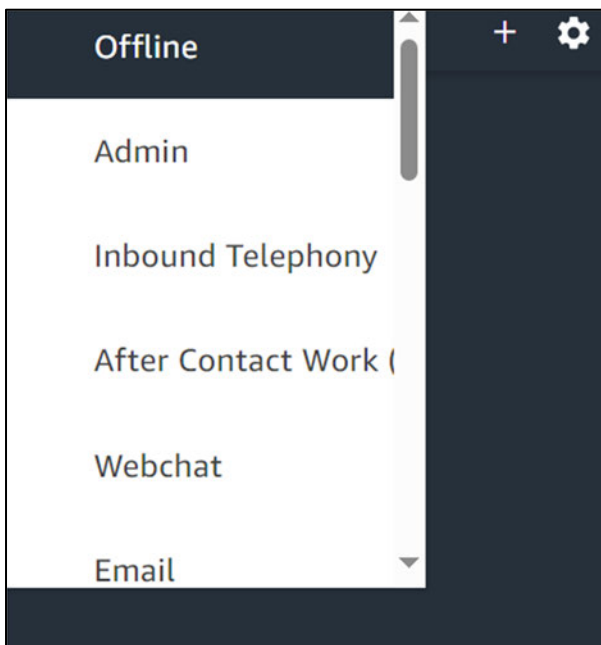 Offline
Admin
Inbound Telephony
After Contact Work (
Webchat
Email